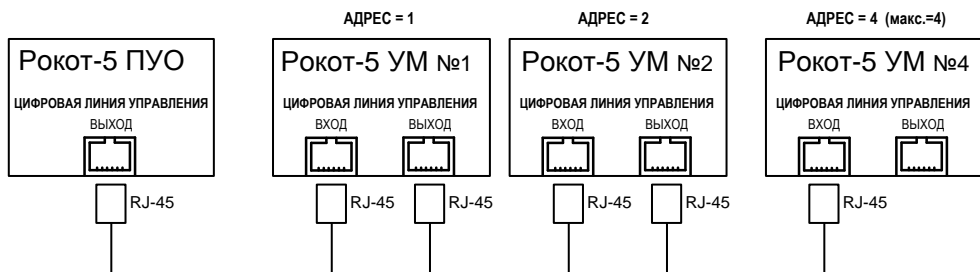 АДРЕС = 1 АДРЕС = 2 АДРЕС = 4 (макс.=4)
Рокот-5 ПУО Рокот-5 УМ №1 Рокот-5 УМ №2 Рокот-5 УМ №4
ЦИФРОВАЯ ЛИНИЯ УПРАВЛЕНИЯ ЦИФРОВАЯ ЛИНИЯ УПРАВЛЕНИЯ ЦИФРОВАЯ ЛИНИЯ УПРАВЛЕНИЯ ЦИФРОВАЯ ЛИНИЯ УПРАВЛЕНИЯ
ВЫХОД ВХОД ВЫХОД ВХОД ВЫХОД ВХОД ВЫХОД
RJ-45 RJ-45 RJ-45 RJ-45 RJ-45 RJ-45